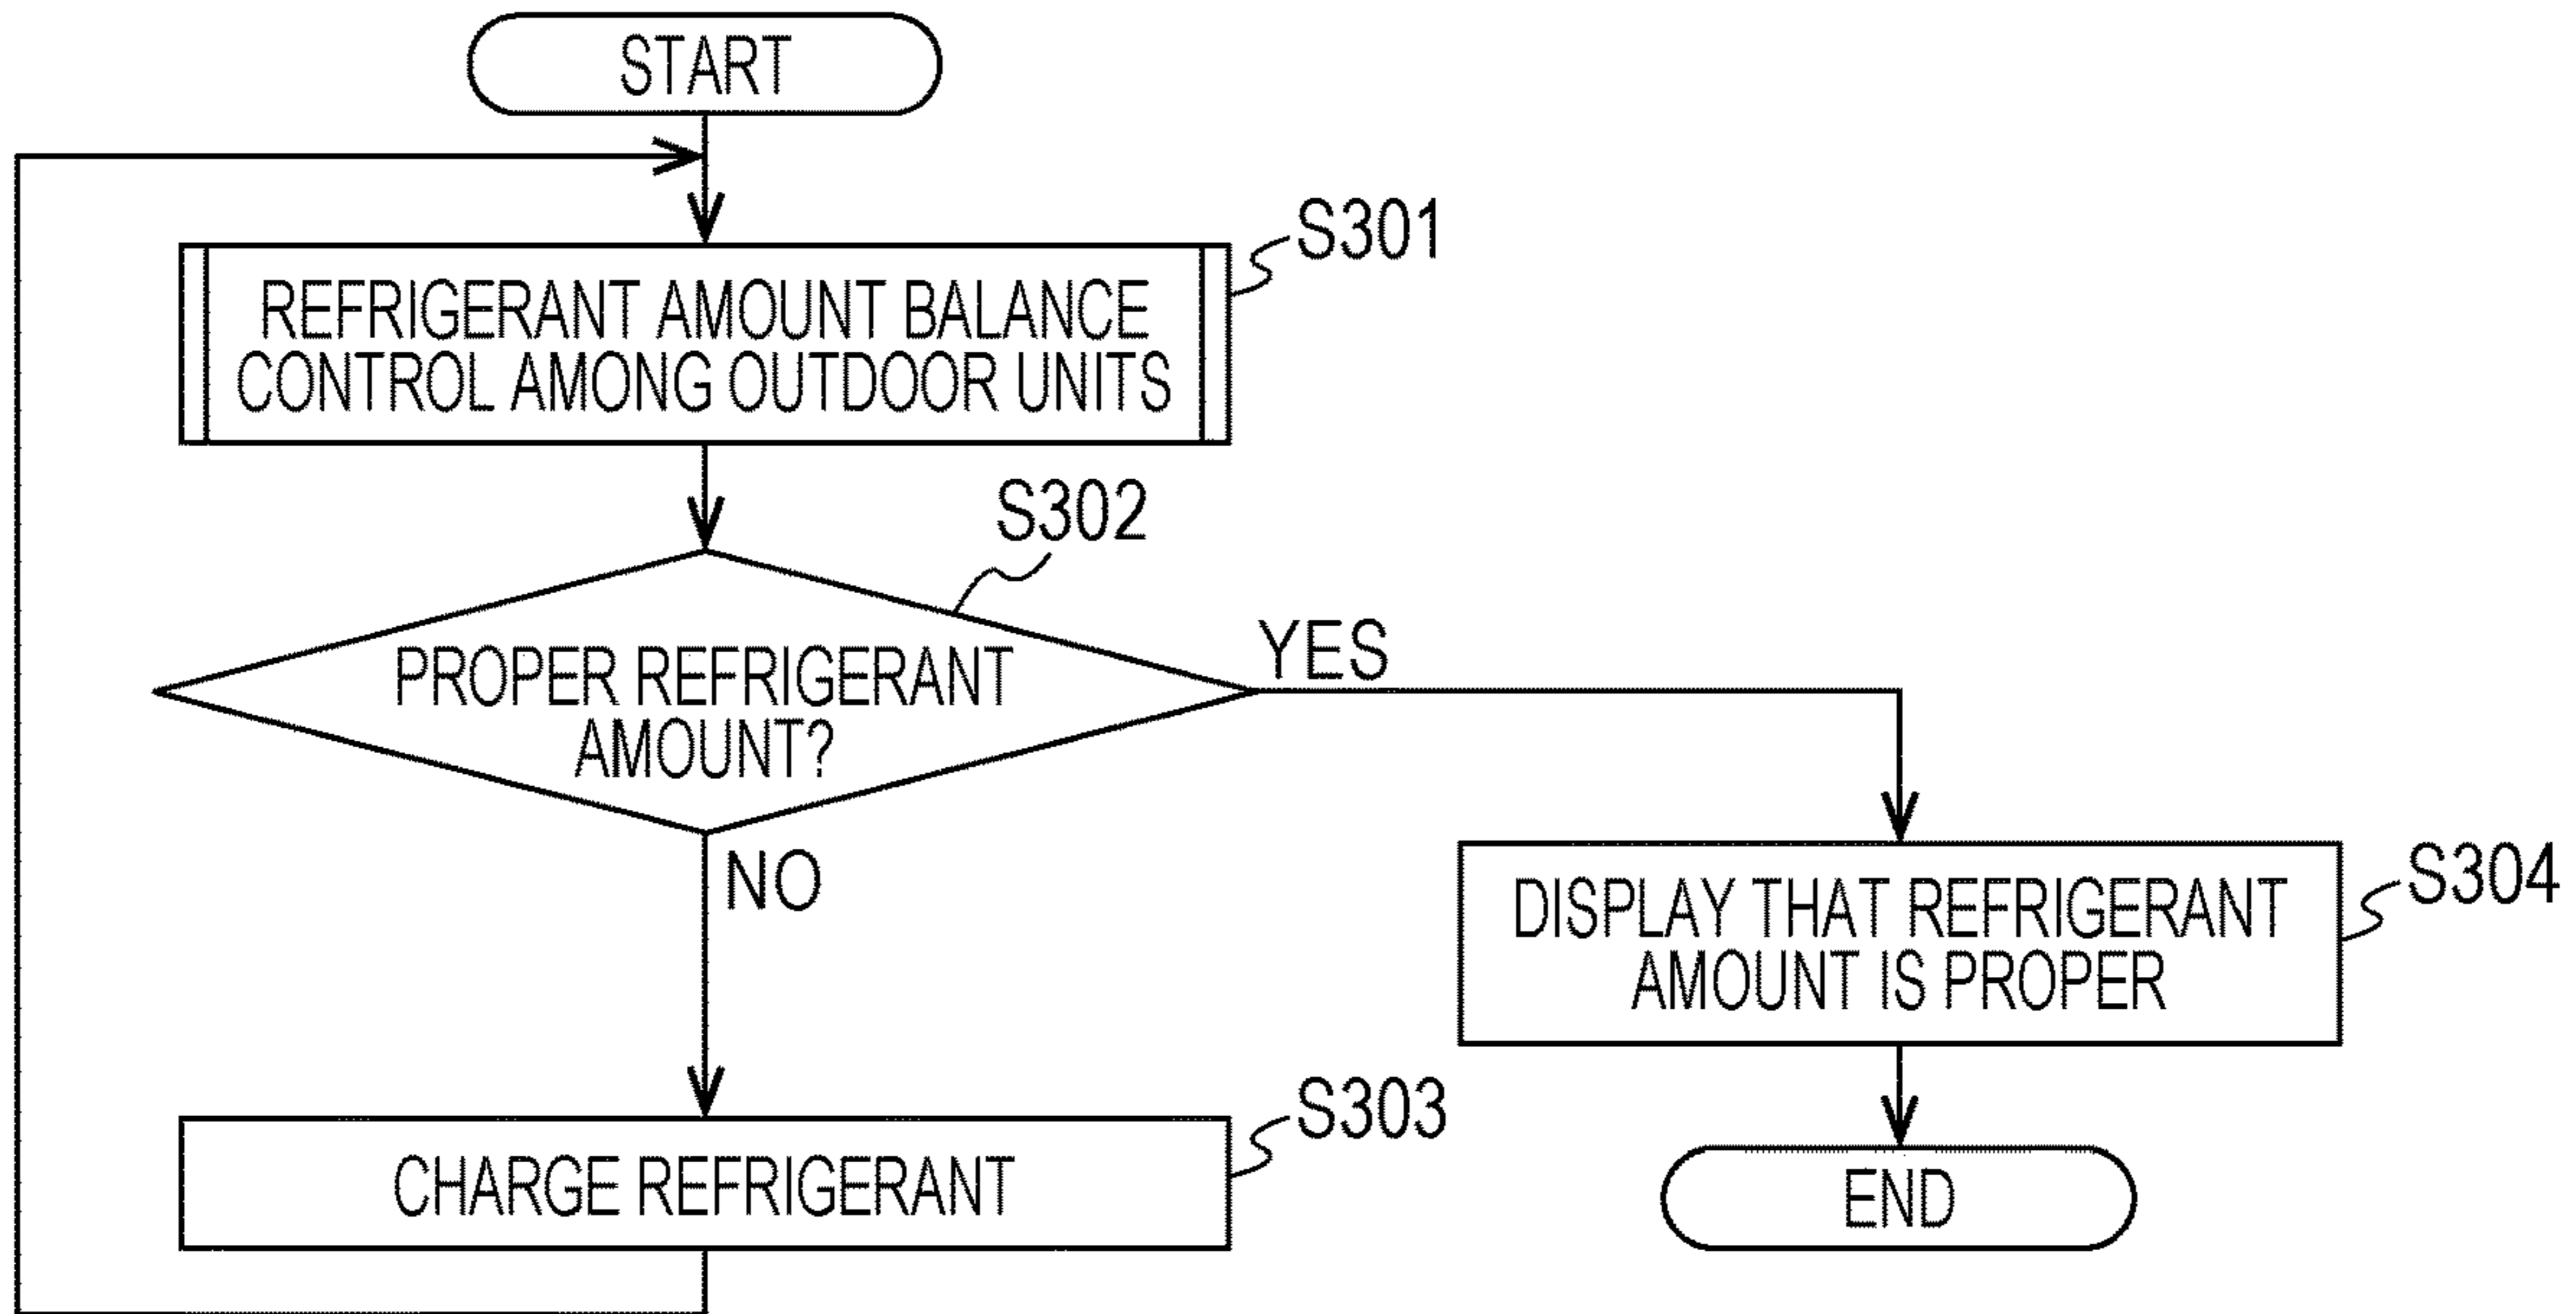 START
S301
REFRIGERANT AMOUNT BALANCE
CONTROL AMONG OUTDOOR UNITS
S302
PROPER REFRIGERANT
AMOUNT?
YES
NO
S304
DISPLAY THAT REFRIGERANT
AMOUNT IS PROPER
S303
CHARGE REFRIGERANT
END